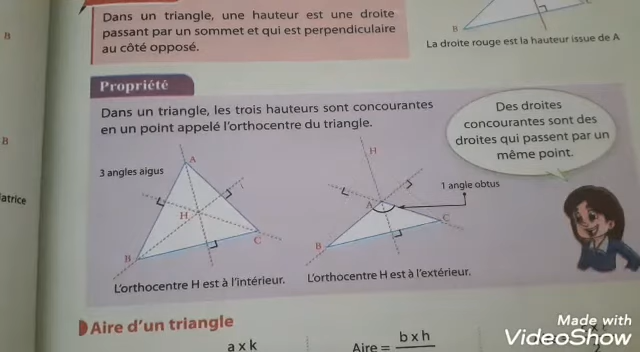 Dans un triangle, une hauteur est une droite
passant par un sommet et qui est perpendiculaire
au côté opposé.
B
La droite rouge est la hauteur issue de A
B
B
atrice
Propriété
Dans un triangle, les trois hauteurs sont concourantes
en un point appelé l'orthocentre du triangle.
Des droites
concourantes sont des
droites qui passent par un
même point.
3 angles aigus
A
H
B
C
L'orthocentre H est à l'intérieur.
H
1 angle obtus
A
B
C
L'orthocentre H est à l'extérieur.
Aire d'un triangle
a x k
Aire = b x h
2
Made with
VideoShow